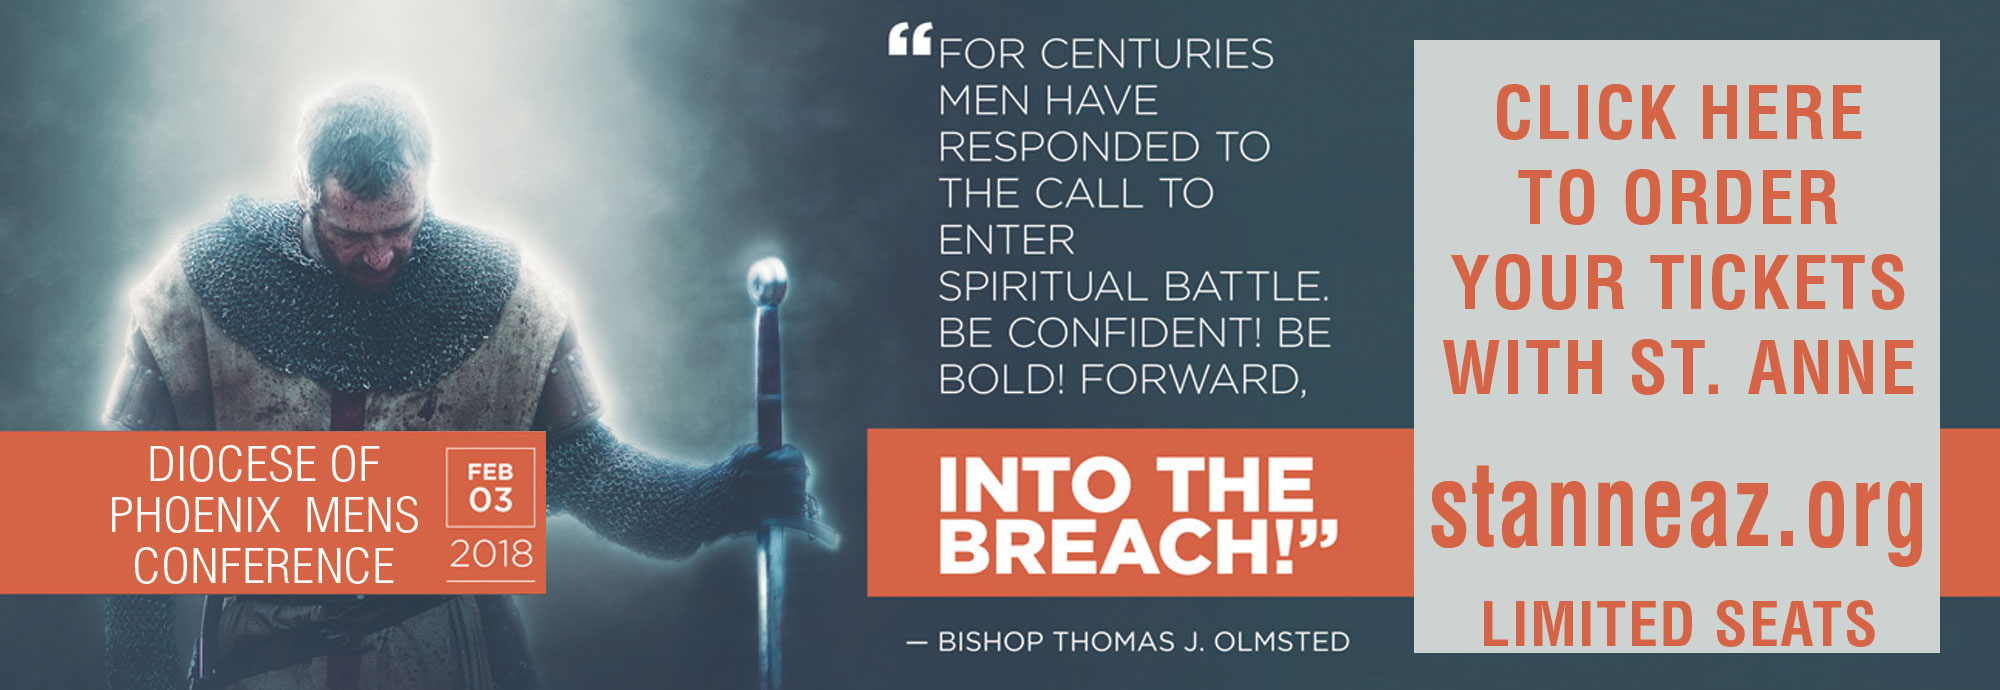 DIOCESE OF
PHOENIX MENS
CONFERENCE
FEB
03
2018
“FOR CENTURIES
MEN HAVE
RESPONDED TO
THE CALL TO
ENTER
SPIRITUAL BATTLE.
BE CONFIDENT! BE
BOLD! FORWARD,
INTO THE
BREACH!”
— BISHOP THOMAS J. OLMSTED
CLICK HERE
TO ORDER
YOUR TICKETS
WITH ST. ANNE
stanneaz.org
LIMITED SEATS